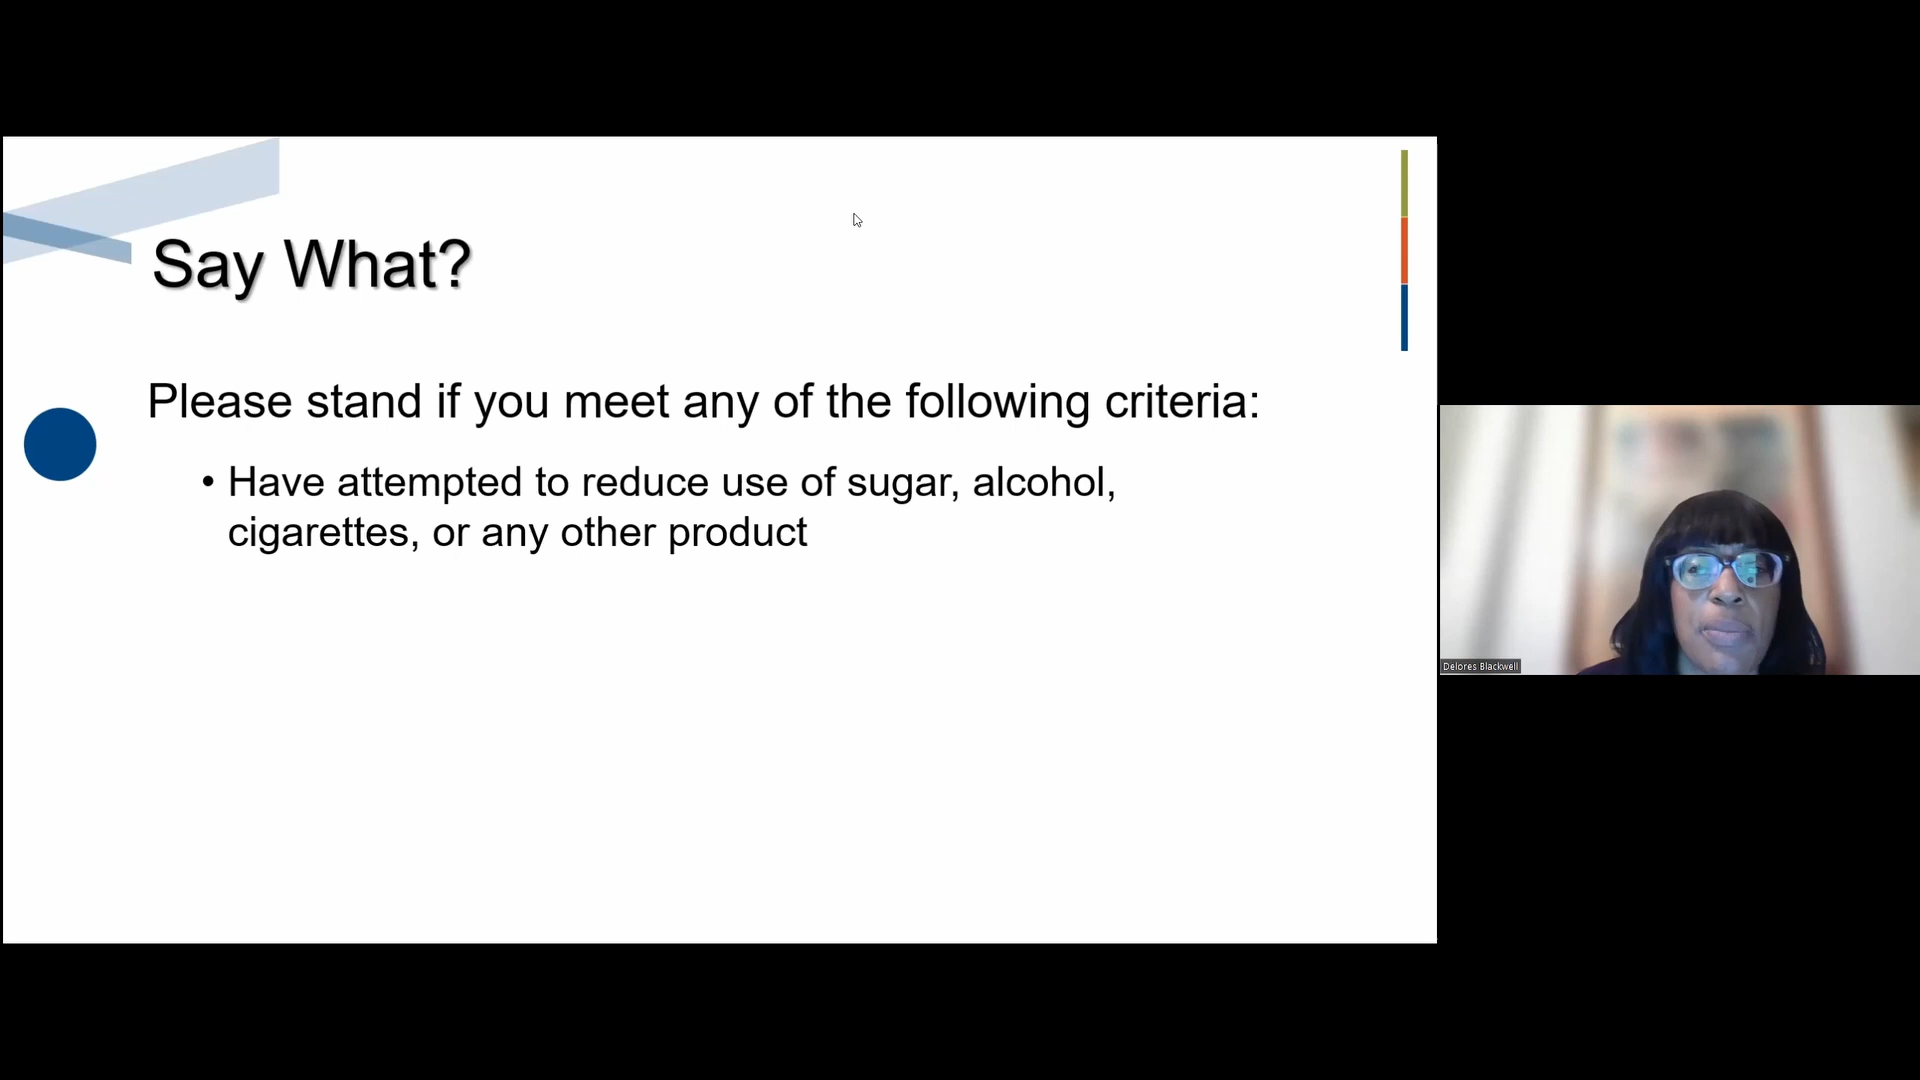 Say What?
Please stand if you meet any of the following criteria:
• Have attempted to reduce use of sugar, alcohol,
cigarettes, or any other product
Delores Blackwell